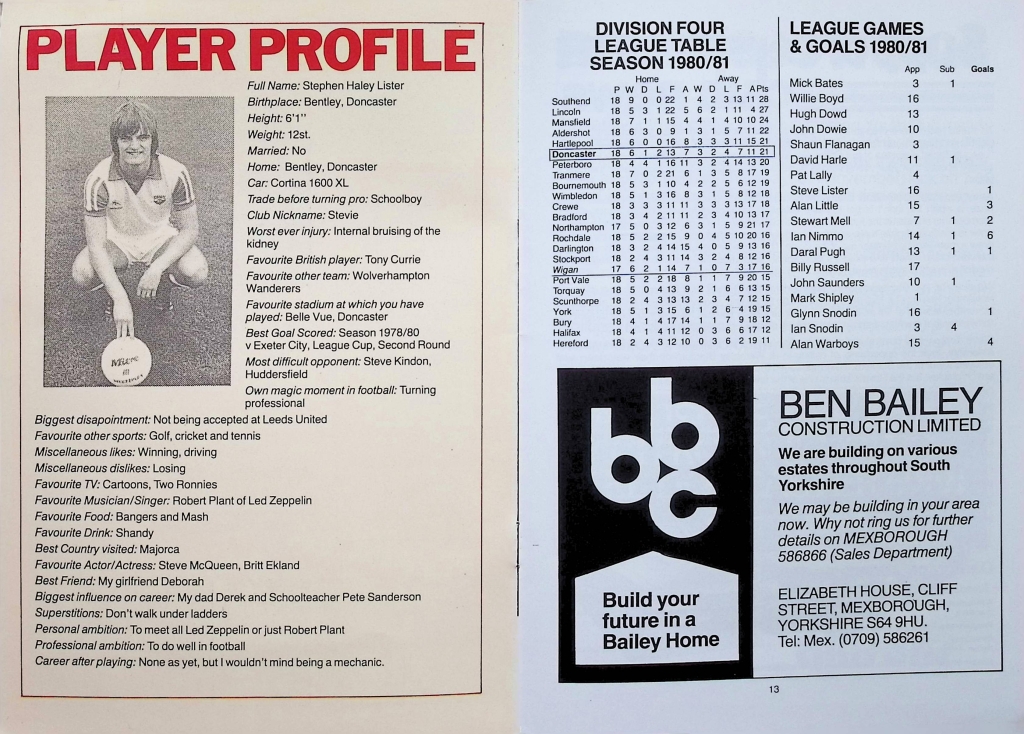 PLAYER PROFILE
Full Name: Stephen Haley Lister
Birthplace: Bentley, Doncaster
Height: 6'1"
Weight: 12st.
Married: No
Home: Bentley, Doncaster
Car: Cortina 1600 XL
Trade before turning pro: Schoolboy
Club Nickname: Stevie
Worst ever injury: Internal bruising of the
kidney
Favourite British player: Tony Currie
Favourite other team: Wolverhampton
Wanderers
Favourite stadium at which you have
played: Belle Vue, Doncaster
Best Goal Scored: Season 1978/80
v Exeter City, League Cup, Second Round
Most difficult opponent: Steve Kindon,
Huddersfield
Own magic moment in football: Turning
professional
Biggest disapointment: Not being accepted at Leeds United
Favourite other sports: Golf, cricket and tennis
Miscellaneous likes: Winning, driving
Miscellaneous dislikes: Losing
Favourite TV: Cartoons, Two Ronnies
Favourite Musician/Singer: Robert Plant of Led Zeppelin
Favourite Food: Bangers and Mash
Favourite Drink: Shandy
Best Country visited: Majorca
Favourite Actor/Actress: Steve McQueen, Britt Ekland
Best Friend: My girlfriend Deborah
Biggest influence on career: My dad Derek and Schoolteacher Pete Sanderson
Superstitions: Don't walk under ladders
Personal ambition: To meet all Led Zeppelin or just Robert Plant
Professional ambition: To do well in football
Career after playing: None as yet, but I wouldn't mind being a mechanic.
DIVISION FOUR
LEAGUE TABLE
SEASON 1980/81
Home Away
P W D L F A W D L F A Pts
Southend 18 9 0 0 22 1 4 2 3 13 11 28
Lincoln 18 5 3 1 22 5 6 2 1 11 4 27
Mansfield 18 7 1 1 15 4 4 1 4 10 10 24
Aldershot 18 6 3 0 9 1 3 1 5 7 11 22
Hartlepool 18 6 0 0 16 8 3 3 3 11 15 21
Doncaster 18 6 1 2 13 7 3 2 4 7 11 21
Peterboro 18 4 4 1 16 11 3 2 4 14 13 20
Tranmere 18 7 0 2 21 6 1 3 5 8 17 19
Bournemouth 18 5 3 1 10 4 2 2 5 6 12 19
Wimbledon 18 5 1 3 16 8 3 1 5 8 12 18
Crewe 18 3 3 3 11 11 3 3 3 13 17 18
Bradford 18 3 4 2 11 11 2 3 4 10 13 17
Northampton 17 5 0 3 12 6 3 1 5 9 21 17
Rochdale 18 5 2 2 15 9 0 4 5 10 20 16
Darlington 18 3 2 4 14 15 4 0 5 9 13 16
Stockport 18 4 2 3 11 14 3 2 4 8 12 16
Wigan 17 6 2 1 14 7 1 0 7 3 17 16
Port Vale 18 5 2 2 18 8 1 1 7 9 20 15
Torquay 18 5 0 4 13 9 2 1 6 6 13 15
Scunthorpe 18 2 4 3 13 13 2 3 4 7 12 15
York 18 5 1 3 15 6 1 2 6 4 19 15
Bury 18 4 1 4 17 14 1 1 7 9 18 12
Halifax 18 4 1 4 11 12 0 3 6 6 17 12
Hereford 18 2 4 3 12 10 0 3 6 2 19 11
LEAGUE GAMES
& GOALS 1980/81
App Sub Goals
Mick Bates 3 1
Willie Boyd 16
Hugh Dowd 13
John Dowie 10
Shaun Flanagan 3
David Harle 11 1
Pat Lally 4
Steve Lister 16 1
Alan Little 15 3
Stewart Mell 7 1 2
Ian Nimmo 14 1 6
Daral Pugh 13 1 1
Billy Russell 17
John Saunders 10 1
Mark Shipley 1
Glynn Snodin 16 1
Ian Snodin 3 4
Alan Warboys 15 4
bbc
Build your
future in a
Bailey Home
BEN BAILEY
CONSTRUCTION LIMITED
We are building on various
estates throughout South
Yorkshire
We may be building in your area
now. Why not ring us for further
details on MEXBOROUGH
586866 (Sales Department)
ELIZABETH HOUSE, CLIFF
STREET, MEXBOROUGH,
YORKSHIRE S64 9HU.
Tel: Mex. (0709) 586261
13